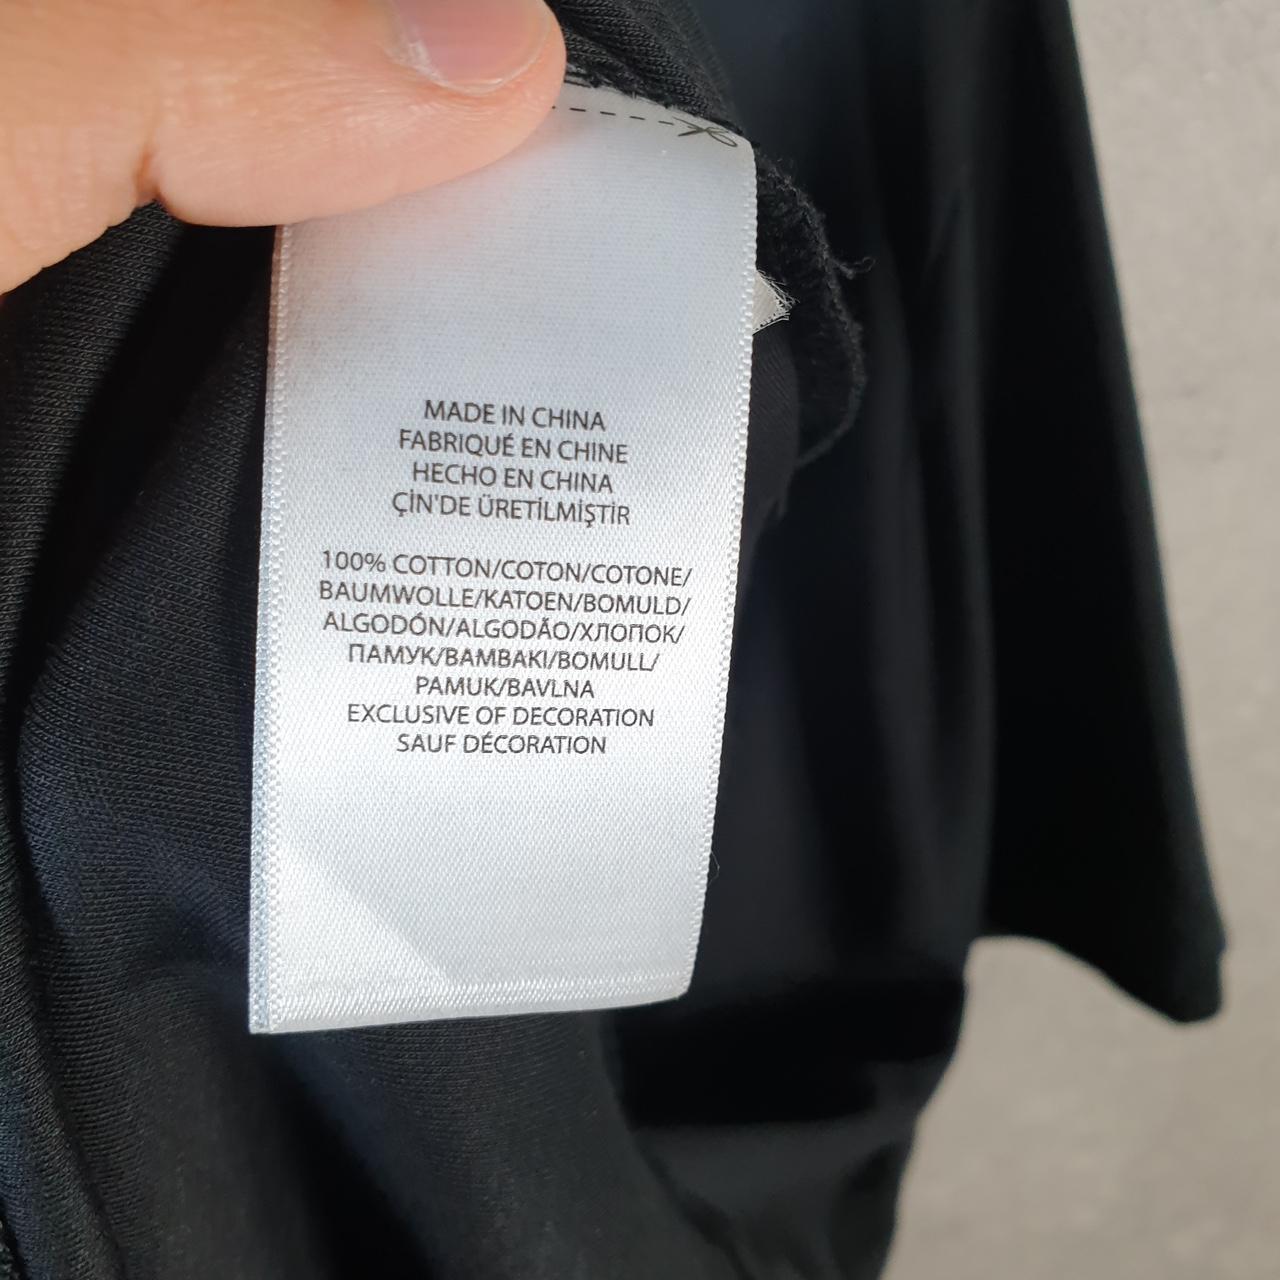 MADE IN CHINA
FABRIQUÉ EN CHINE
HECHO EN CHINA
ÇİN'DE ÜRETİLMİŞTİR
100% COTTON/COTON/COTONE/
BAUMWOLLE/KATOEN/BOMULD/
ALGODÓN/ALGODÃO/ХЛОПОК/
ПАМУК/ΒΑΜΒΑΚΙ/BOMULL/
PAMUK/BAVLNA
EXCLUSIVE OF DECORATION
SAUF DÉCORATION